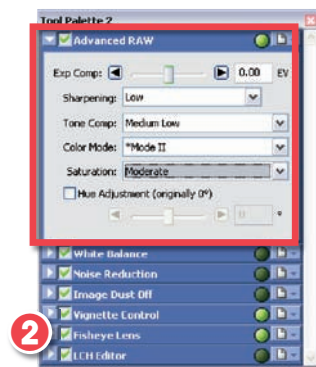 Tool Palette 2
Advanced RAW
Exp Comp: 0.00 EV
Sharpening: Low
Tone Comp: Medium Low
Color Mode: *Mode II
Saturation: Moderate
Hue Adjustment (originally 0º)
0 °
White Balance
Noise Reduction
Image Dust Off
Vignette Control
2 Fisheye Lens
LCH Editor